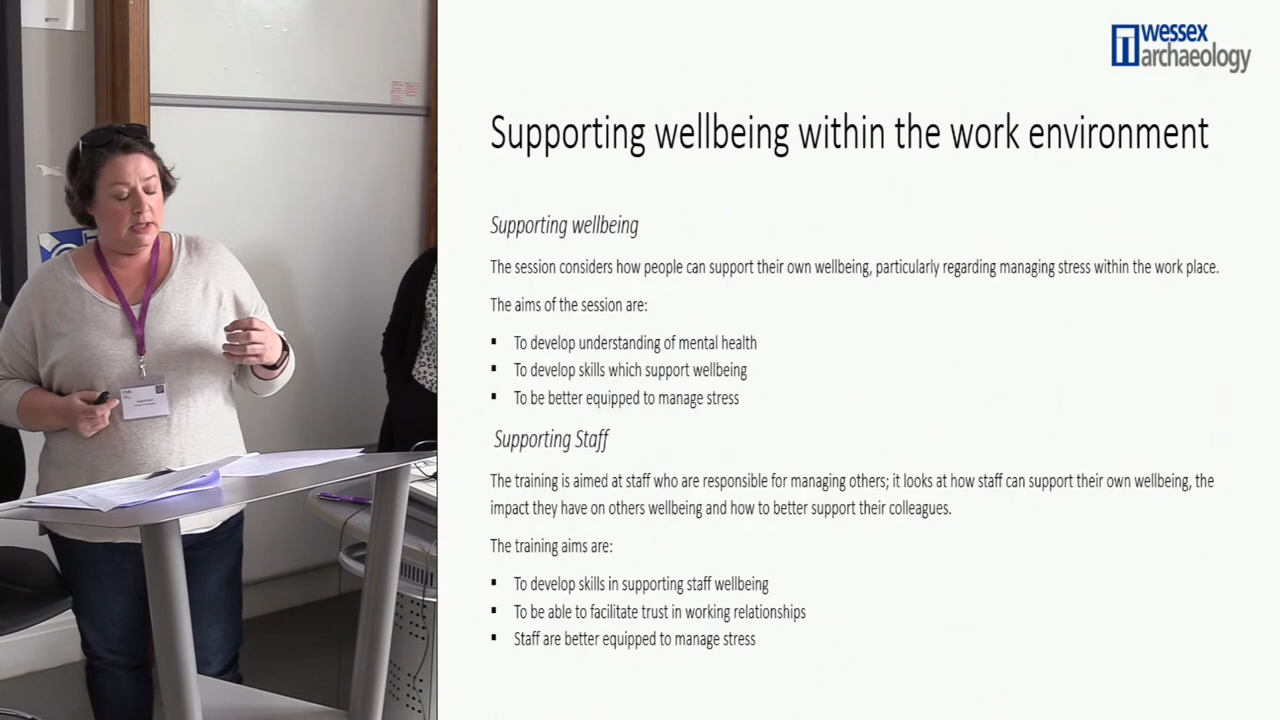 wessex
archaeology
Supporting wellbeing within the work environment
Supporting wellbeing
The session considers how people can support their own wellbeing, particularly regarding managing stress within the work place.
The aims of the session are:
▪ To develop understanding of mental health
▪ To develop skills which support wellbeing
▪ To be better equipped to manage stress
Supporting Staff
The training is aimed at staff who are responsible for managing others; it looks at how staff can support their own wellbeing, the
impact they have on others wellbeing and how to better support their colleagues.
The training aims are:
▪ To develop skills in supporting staff wellbeing
▪ To be able to facilitate trust in working relationships
▪ Staff are better equipped to manage stress